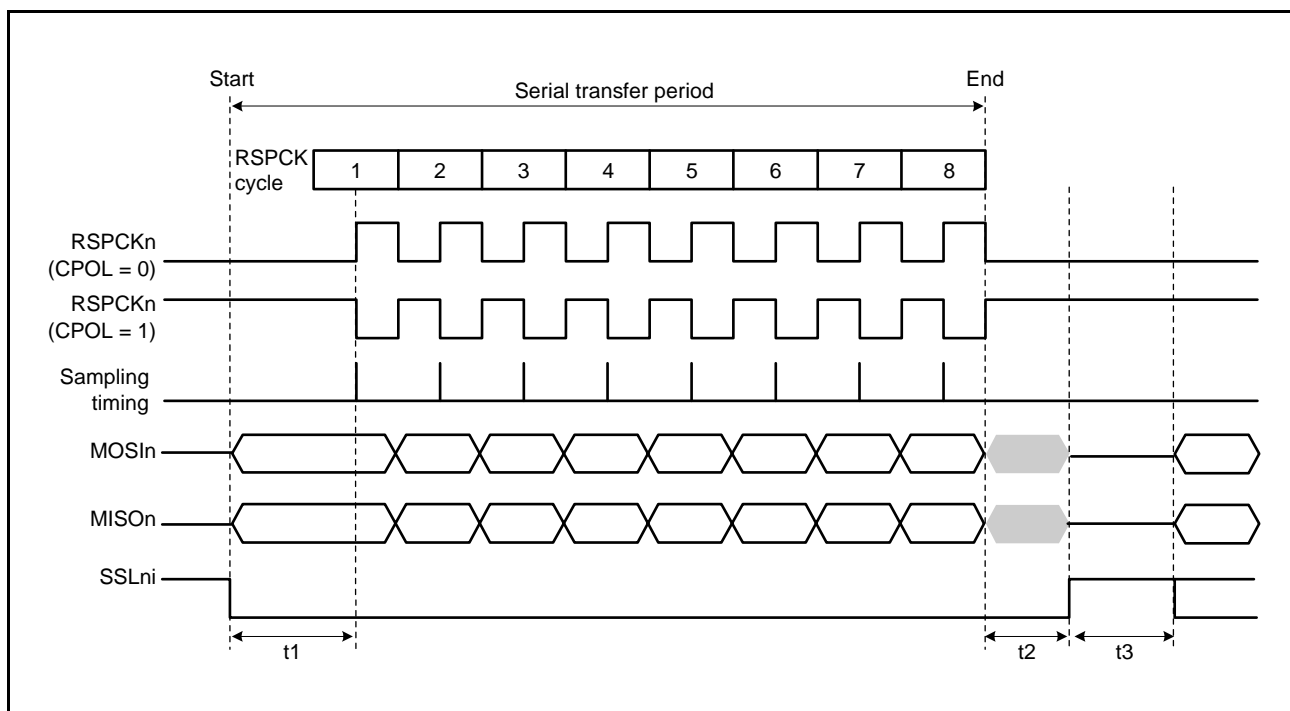 Start
End
Serial transfer period
RSPCK
cycle
1 2 3 4 5 6 7 8
RSPCKn
(CPOL = 0)
RSPCKn
(CPOL = 1)
Sampling
timing
MOSIn
MISOn
SSLni
t1
t2
t3